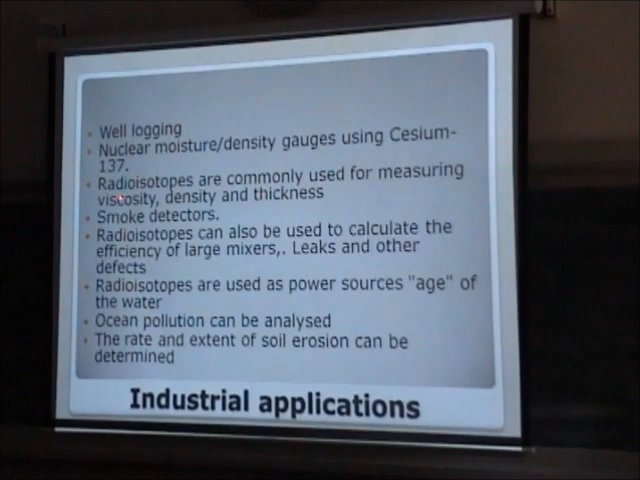 Well logging
Nuclear moisture/density gauges using Cesium-
137.
Radioisotopes are commonly used for measuring
viscosity, density and thickness
Smoke detectors.
Radioisotopes can also be used to calculate the
efficiency of large mixers,. Leaks and other
defects
Radioisotopes are used as power sources "age" of
the water
Ocean pollution can be analysed
The rate and extent of soil erosion can be
determined
Industrial applications